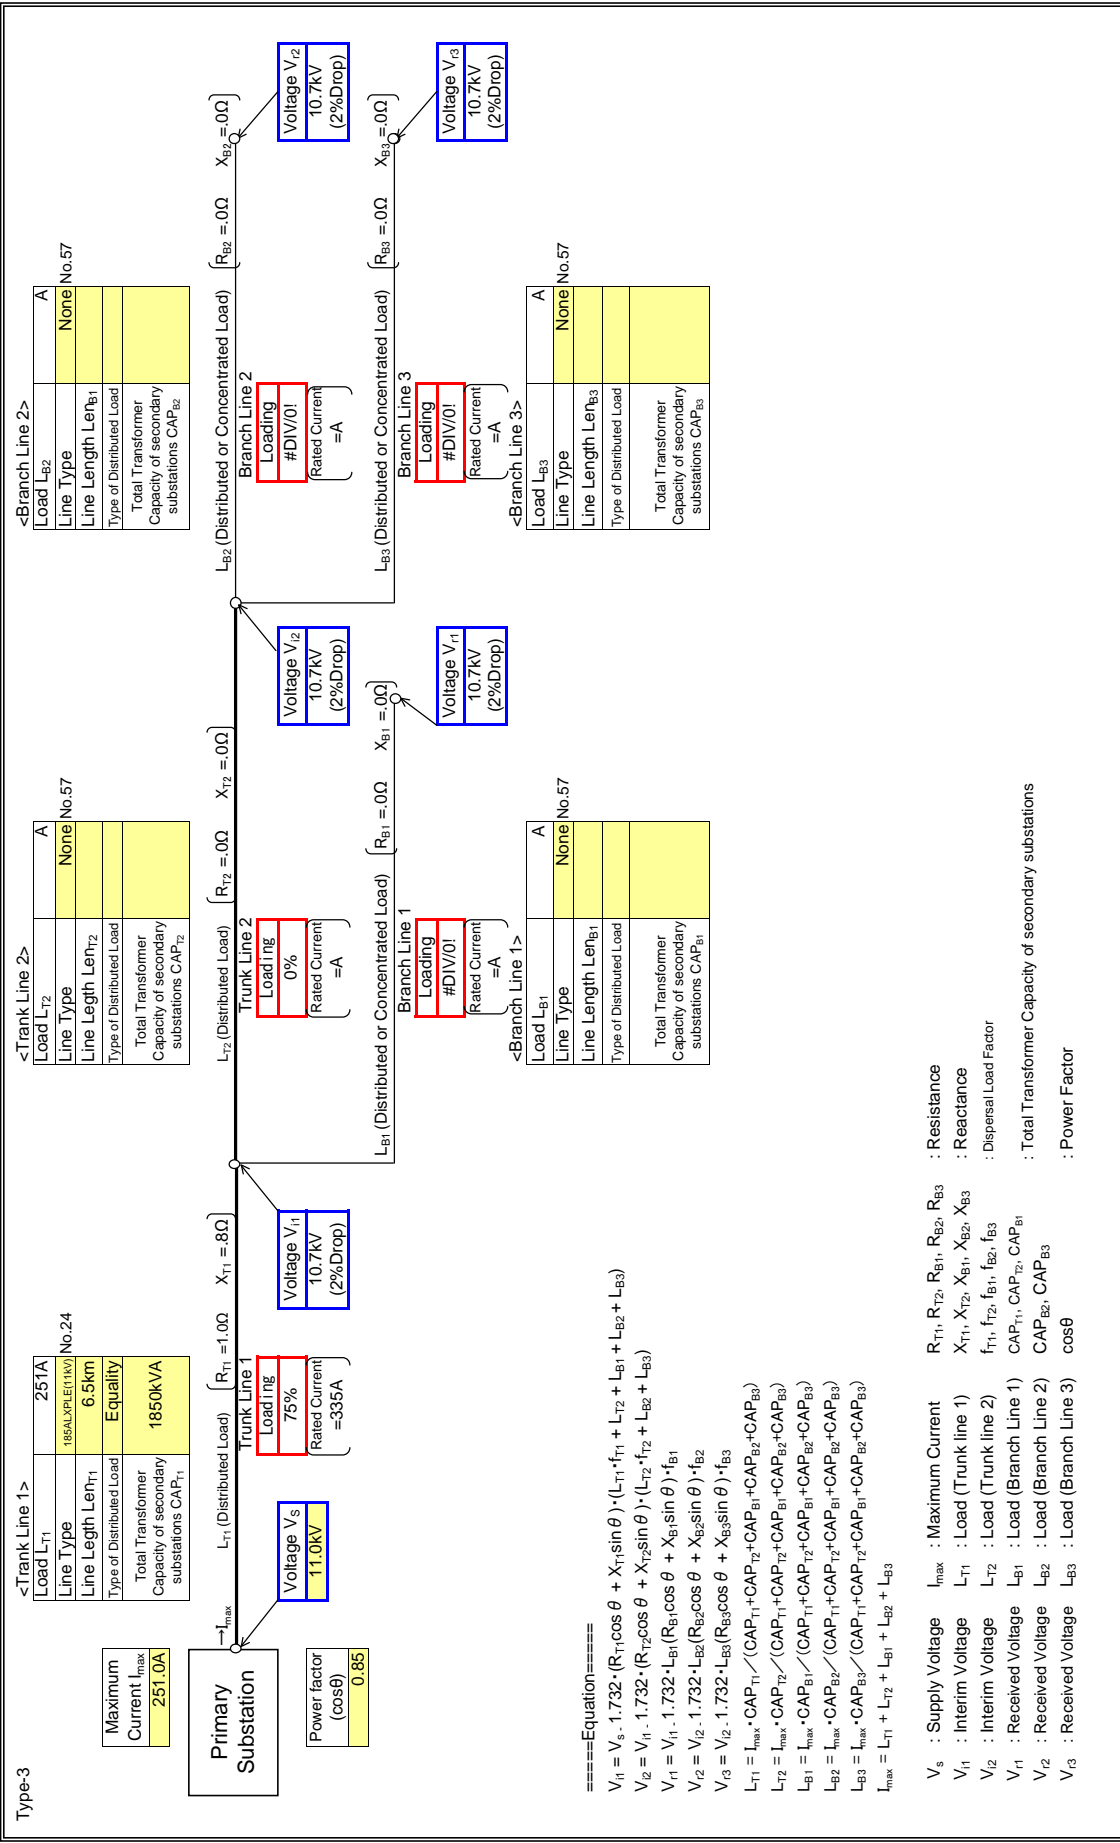 Type-3
Maximum
Current Imax
251.0A
Primary
Substation
Power factor
(cosθ)
0.85
→Imax
Voltage Vs
11.0kV
<Trank Line 1>
Load LT1 251A
Line Type 185ALXPLE(11kV) No.24
Line Legth LenT1 6.5km
Type of Distributed Load Equality
Total Transformer
Capacity of secondary
substations CAPT1
1850kVA
LT1 (Distributed Load) RT1 =1.0Ω XT1 =.8Ω
Trunk Line 1
Loading
75%
Rated Current
=335A
Voltage Vi1
10.7kV
(2%Drop)
<Trank Line 2>
Load LT2 A
Line Type None No.57
Line Legth LenT2
Type of Distributed Load
Total Transformer
Capacity of secondary
substations CAPT2
LT2 (Distributed Load) RT2 =.0Ω XT2 =.0Ω
Trunk Line 2
Loading
0%
Rated Current
=A
Voltage Vi2
10.7kV
(2%Drop)
LB1 (Distributed or Concentrated Load) RB1 =.0Ω XB1 =.0Ω
Branch Line 1
Loading
#DIV/0!
Rated Current
=A
Voltage Vr1
10.7kV
(2%Drop)
<Branch Line 1>
Load LB1 A
Line Type None No.57
Line Length LenB1
Type of Distributed Load
Total Transformer
Capacity of secondary
substations CAPB1
<Branch Line 2>
Load LB2 A
Line Type None No.57
Line Length LenB1
Type of Distributed Load
Total Transformer
Capacity of secondary
substations CAPB2
LB2 (Distributed or Concentrated Load) RB2 =.0Ω XB2 =.0Ω
Branch Line 2
Loading
#DIV/0!
Rated Current
=A
Voltage Vr2
10.7kV
(2%Drop)
LB3 (Distributed or Concentrated Load) RB3 =.0Ω XB3 =.0Ω
Branch Line 3
Loading
#DIV/0!
Rated Current
=A
Voltage Vr3
10.7kV
(2%Drop)
<Branch Line 3>
Load LB3 A
Line Type None No.57
Line Length LenB3
Type of Distributed Load
Total Transformer
Capacity of secondary
substations CAPB3
=====Equation=====
Vi1 = Vs - 1.732・(RT1cos θ + XT1sin θ)・(LT1・fT1 + LT2 + LB1 + LB2 + LB3)
Vi2 = Vi1 - 1.732・(RT2cos θ + XT2sin θ)・(LT2・fT2 + LB2 + LB3)
Vr1 = Vi1 - 1.732・LB1(RB1cos θ + XB1sin θ)・fB1
Vr2 = Vi2 - 1.732・LB2(RB2cos θ + XB2sin θ)・fB2
Vr3 = Vi2 - 1.732・LB3(RB3cos θ + XB3sin θ)・fB3
LT1 = Imax・CAPT1／(CAPT1+CAPT2+CAPB1+CAPB2+CAPB3)
LT2 = Imax・CAPT2／(CAPT1+CAPT2+CAPB1+CAPB2+CAPB3)
LB1 = Imax・CAPB1／(CAPT1+CAPT2+CAPB1+CAPB2+CAPB3)
LB2 = Imax・CAPB2／(CAPT1+CAPT2+CAPB1+CAPB2+CAPB3)
LB3 = Imax・CAPB3／(CAPT1+CAPT2+CAPB1+CAPB2+CAPB3)
Imax = LT1 + LT2 + LB1 + LB2 + LB3
Vs : Supply Voltage Imax : Maximum Current RT1, RT2, RB1, RB2, RB3 : Resistance
Vi1 : Interim Voltage LT1 : Load (Trunk line 1) XT1, XT2, XB1, XB2, XB3 : Reactance
Vi2 : Interim Voltage LT2 : Load (Trunk line 2) fT1, fT2, fB1, fB2, fB3 : Dispersal Load Factor
Vr1 : Received Voltage LB1 : Load (Branch Line 1) CAPT1, CAPT2, CAPB1 : Total Transformer Capacity of secondary substations
Vr2 : Received Voltage LB2 : Load (Branch Line 2) CAPB2, CAPB3
Vr3 : Received Voltage LB3 : Load (Branch Line 3) cosθ : Power Factor